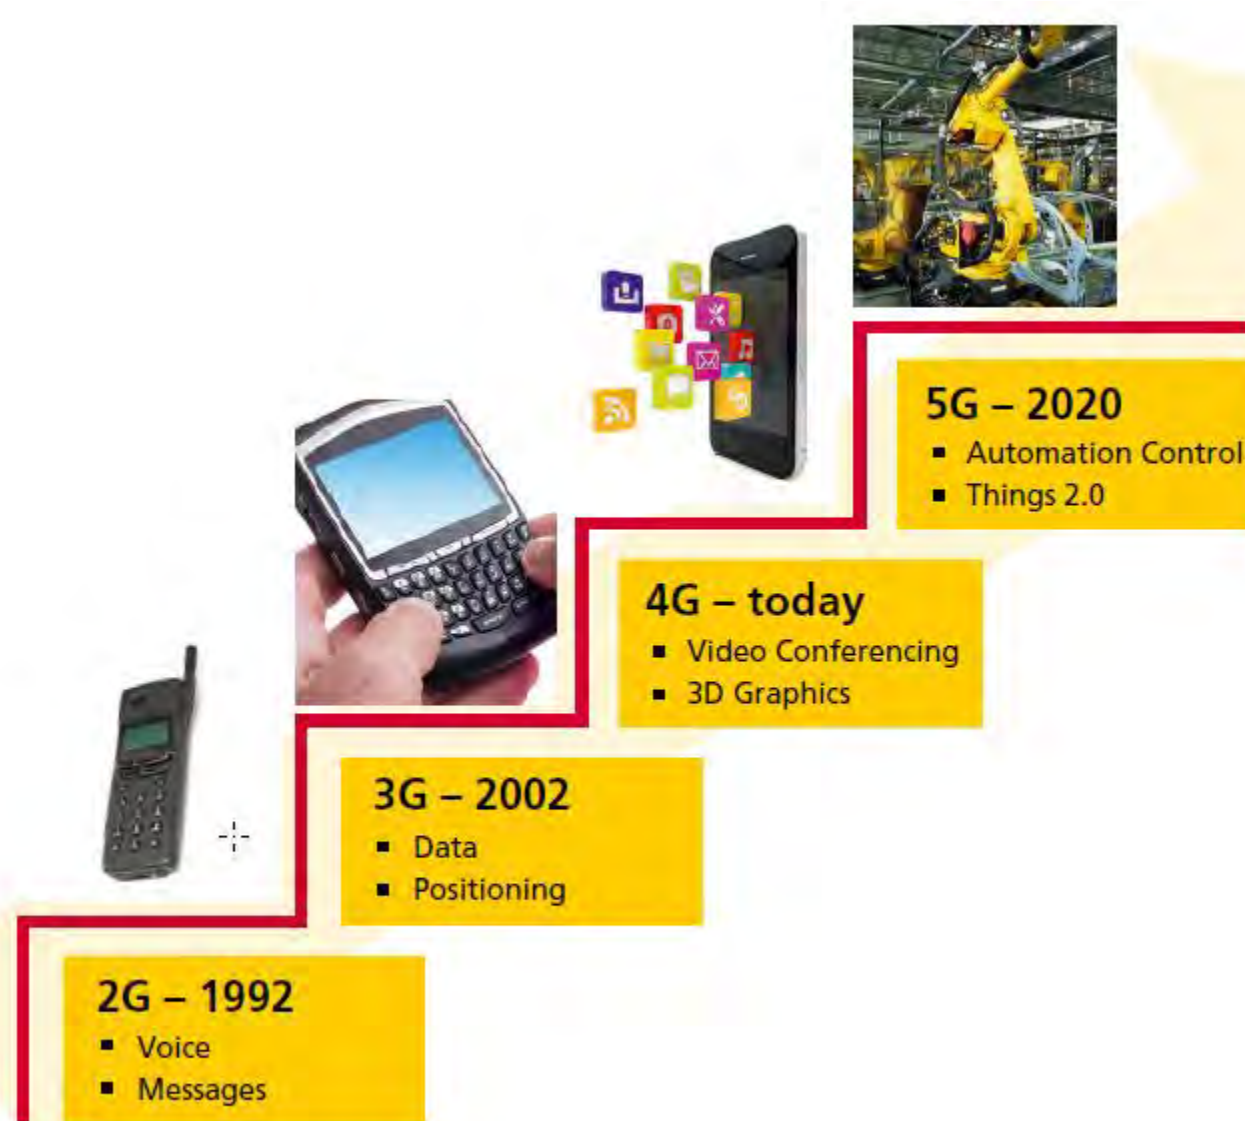 5G – 2020
▪ Automation Control
▪ Things 2.0
4G – today
▪ Video Conferencing
▪ 3D Graphics
3G – 2002
▪ Data
▪ Positioning
2G – 1992
▪ Voice
▪ Messages